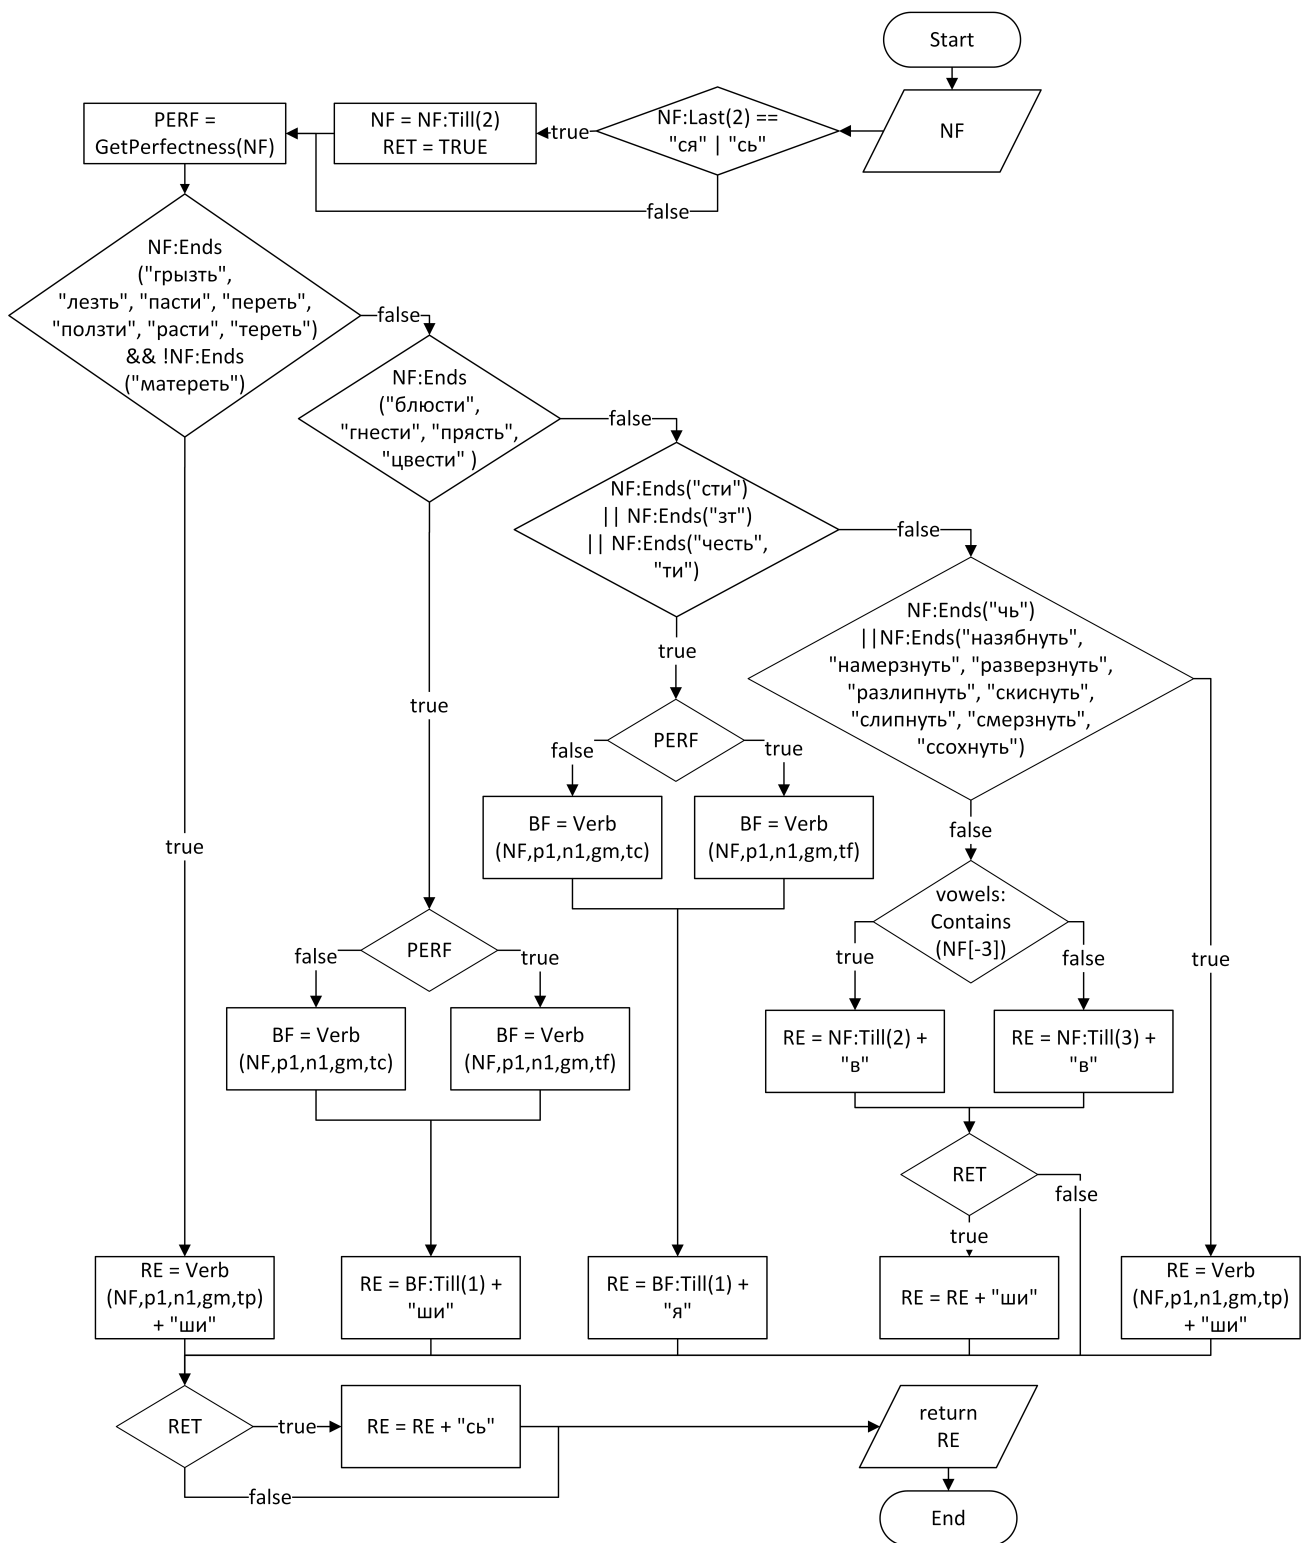 Start
NF
NF:Last(2) ==
"ся" | "сь"
true
false
NF = NF:Till(2)
RET = TRUE
PERF =
GetPerfectness(NF)
NF:Ends
("грызть",
"лезть", "пасти", "переть",
"ползти", "расти", "тереть")
&& !NF:Ends
("матереть")
false
true
NF:Ends
("блюсти",
"гнести", "прясть",
"цвести" )
false
true
NF:Ends("сти")
|| NF:Ends("зт")
|| NF:Ends("честь",
"ти")
false
true
NF:Ends("чь")
||NF:Ends("назябнуть",
"намерзнуть", "разверзнуть",
"разлипнуть", "скиснуть",
"слипнуть", "смерзнуть",
"ссохнуть")
false
true
PERF
false
true
BF = Verb
(NF,p1,n1,gm,tc)
BF = Verb
(NF,p1,n1,gm,tf)
vowels:
Contains
(NF[-3])
true
false
PERF
false
true
BF = Verb
(NF,p1,n1,gm,tc)
BF = Verb
(NF,p1,n1,gm,tf)
RE = NF:Till(2) +
"в"
RE = NF:Till(3) +
"в"
RET
false
true
RE = Verb
(NF,p1,n1,gm,tp)
+ "ши"
RE = BF:Till(1) +
"ши"
RE = BF:Till(1) +
"я"
RE = RE + "ши"
RE = Verb
(NF,p1,n1,gm,tp)
+ "ши"
RET
true
false
RE = RE + "сь"
return
RE
End